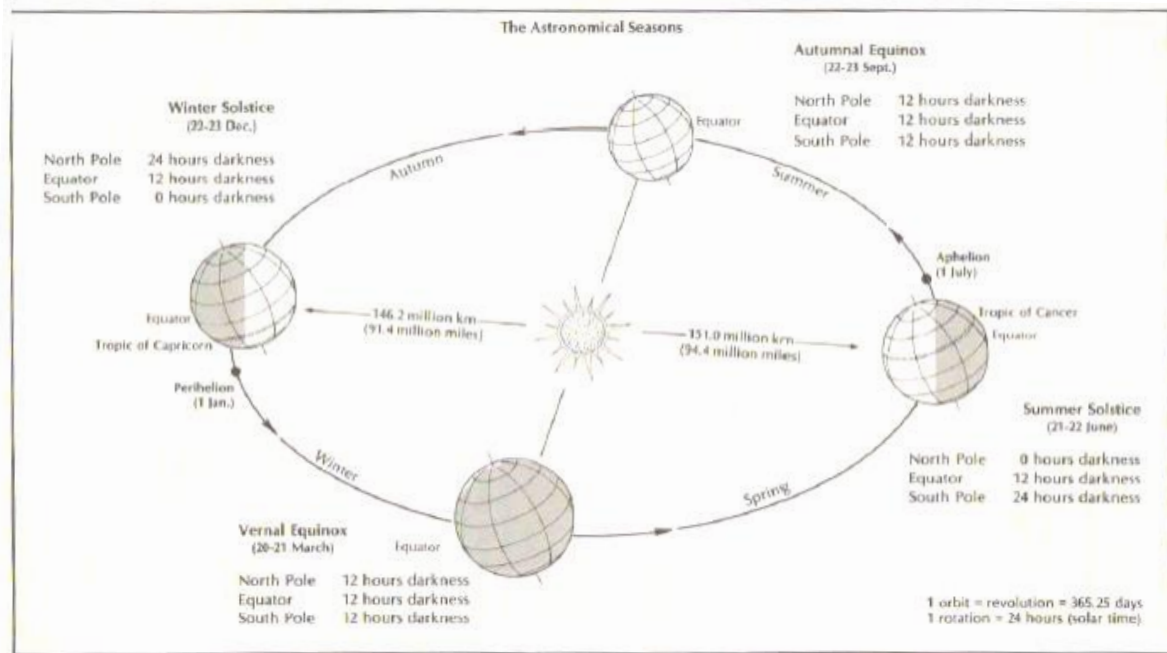 The Astronomical Seasons
Autumnal Equinox
(22-23 Sept.)
North Pole 12 hours darkness
Equator 12 hours darkness
South Pole 12 hours darkness
Equator
Winter Solstice
(22-23 Dec.)
North Pole 24 hours darkness
Equator 12 hours darkness
South Pole 0 hours darkness
Autumn
Summer
Aphelion
(1 July)
Equator
Tropic of Capricorn
146.2 million km
(91.4 million miles)
151.0 million km
(94.4 million miles)
Tropic of Cancer
Equator
Perihelion
(1 Jan.)
Summer Solstice
(21-22 June)
North Pole 0 hours darkness
Equator 12 hours darkness
South Pole 24 hours darkness
Winter
Spring
Vernal Equinox
(20-21 March)
Equator
North Pole 12 hours darkness
Equator 12 hours darkness
South Pole 12 hours darkness
1 orbit = revolution = 365.25 days
1 rotation = 24 hours (solar time)